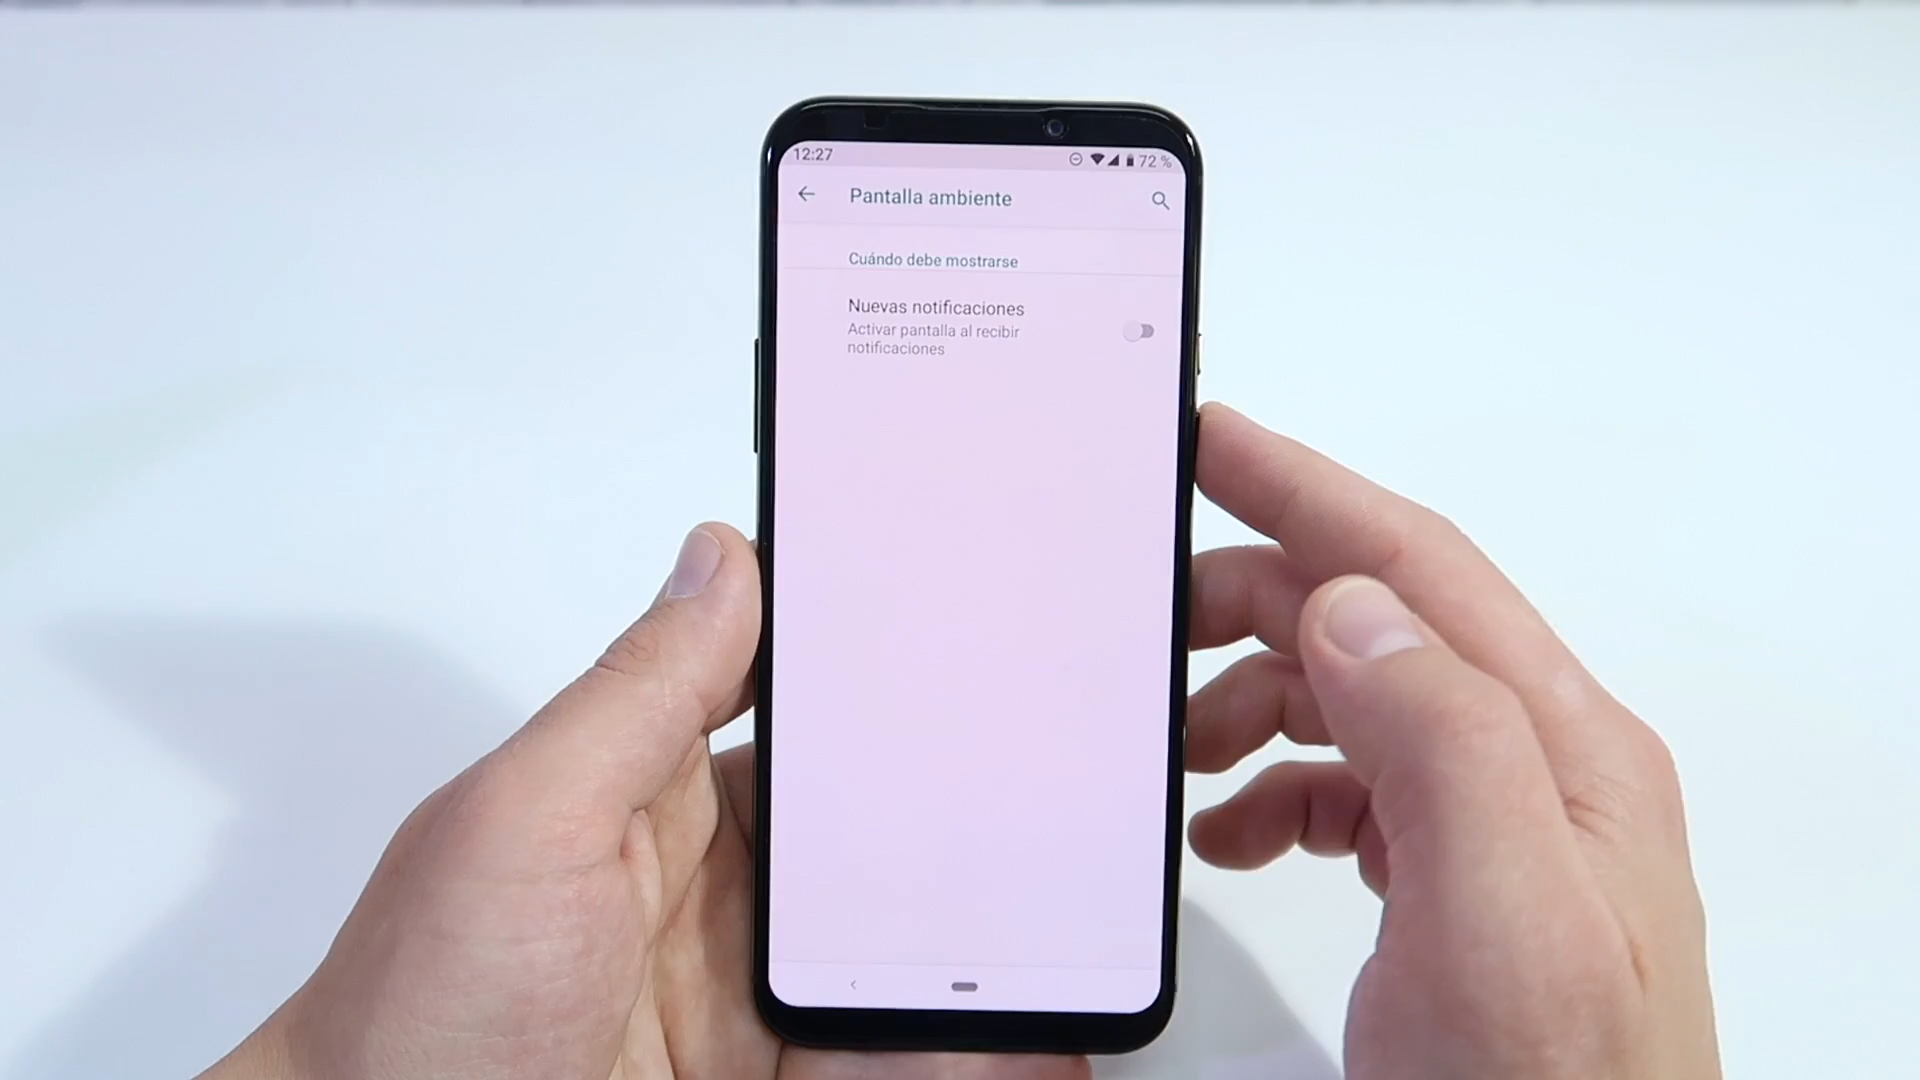 12:27
72 %
Pantalla ambiente
Cuándo debe mostrarse
Nuevas notificaciones
Activar pantalla al recibir
notificaciones